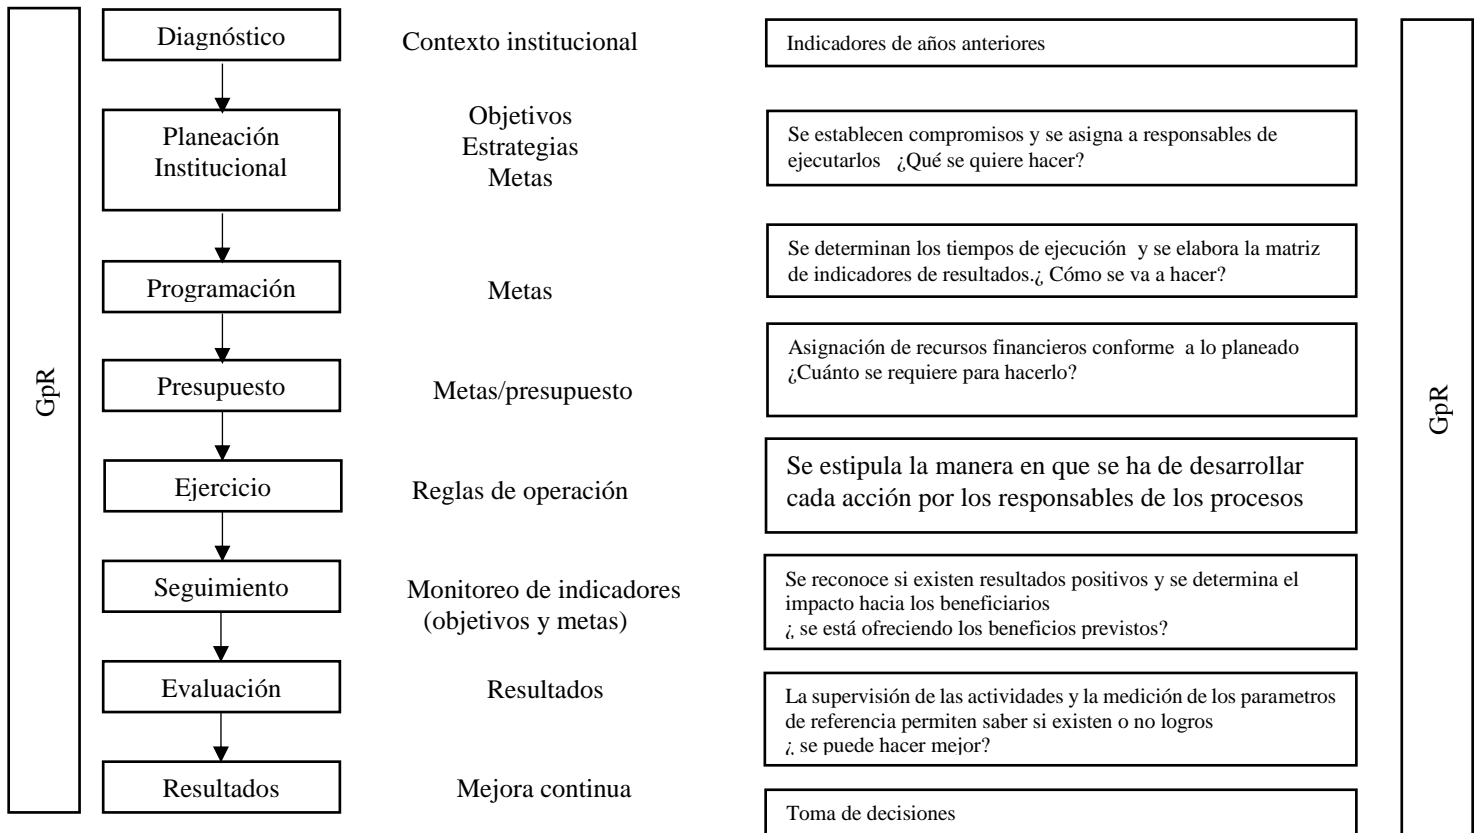 GpR
Diagnóstico
Contexto institucional
Indicadores de años anteriores
Planeación
Institucional
Objetivos
Estrategias
Metas
Se establecen compromisos y se asigna a responsables de
ejecutarlos ¿Qué se quiere hacer?
Programación
Metas
Se determinan los tiempos de ejecución y se elabora la matriz
de indicadores de resultados.¿ Cómo se va a hacer?
Presupuesto
Metas/presupuesto
Asignación de recursos financieros conforme a lo planeado
¿Cuánto se requiere para hacerlo?
Ejercicio
Reglas de operación
Se estipula la manera en que se ha de desarrollar
cada acción por los responsables de los procesos
Seguimiento
Monitoreo de indicadores
(objetivos y metas)
Se reconoce si existen resultados positivos y se determina el
impacto hacia los beneficiarios
¿ se está ofreciendo los beneficios previstos?
Evaluación
Resultados
La supervisión de las actividades y la medición de los parametros
de referencia permiten saber si existen o no logros
¿ se puede hacer mejor?
Resultados
Mejora continua
Toma de decisiones
GpR